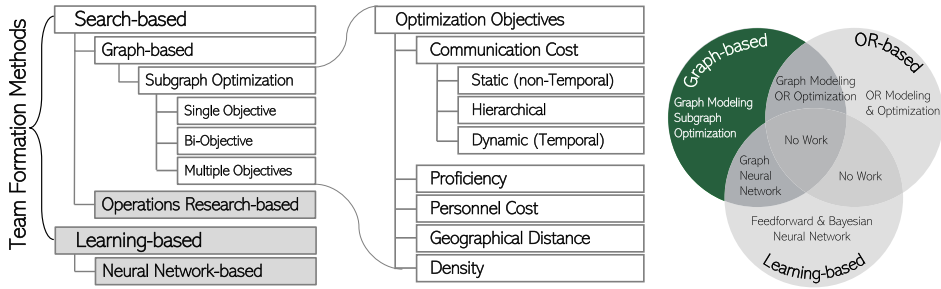 Team Formation Methods
Search-based
Graph-based
Subgraph Optimization
Single Objective
Bi-Objective
Multiple Objectives
Operations Research-based
Learning-based
Neural Network-based
Optimization Objectives
Communication Cost
Static (non-Temporal)
Hierarchical
Dynamic (Temporal)
Proficiency
Personnel Cost
Geographical Distance
Density
Graph-based
OR-based
Graph Modeling
Subgraph
Optimization
Graph Modeling
OR Optimization
OR Modeling
& Optimization
No Work
Graph
Neural
Network
No Work
Feedforward & Bayesian
Neural Network
Learning-based